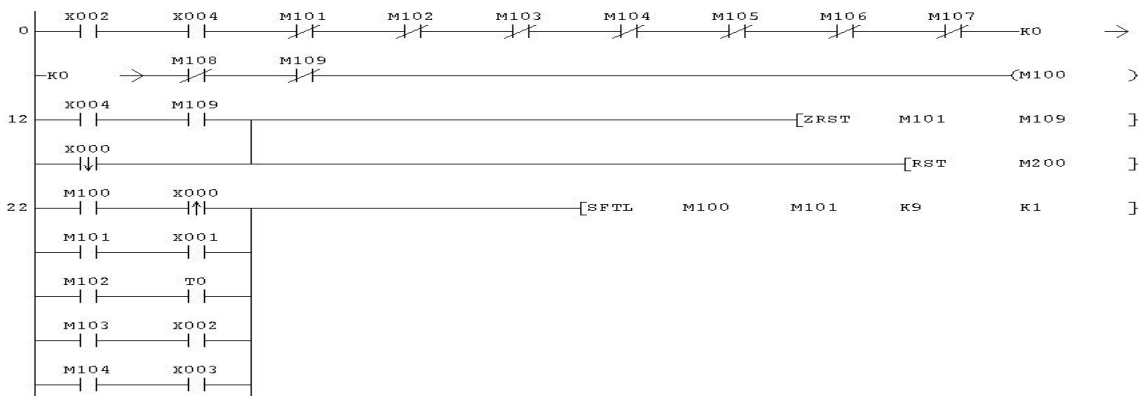 X002 X004 M101 M102 M103 M104 M105 M106 M107
0 K0
K0 M108 M109 M100
X004 M109
12 ZRST M101 M109
X000
RST M200
M100 X000
22 SFTL M100 M101 K9 K1
M101 X001
M102 T0
M103 X002
M104 X003